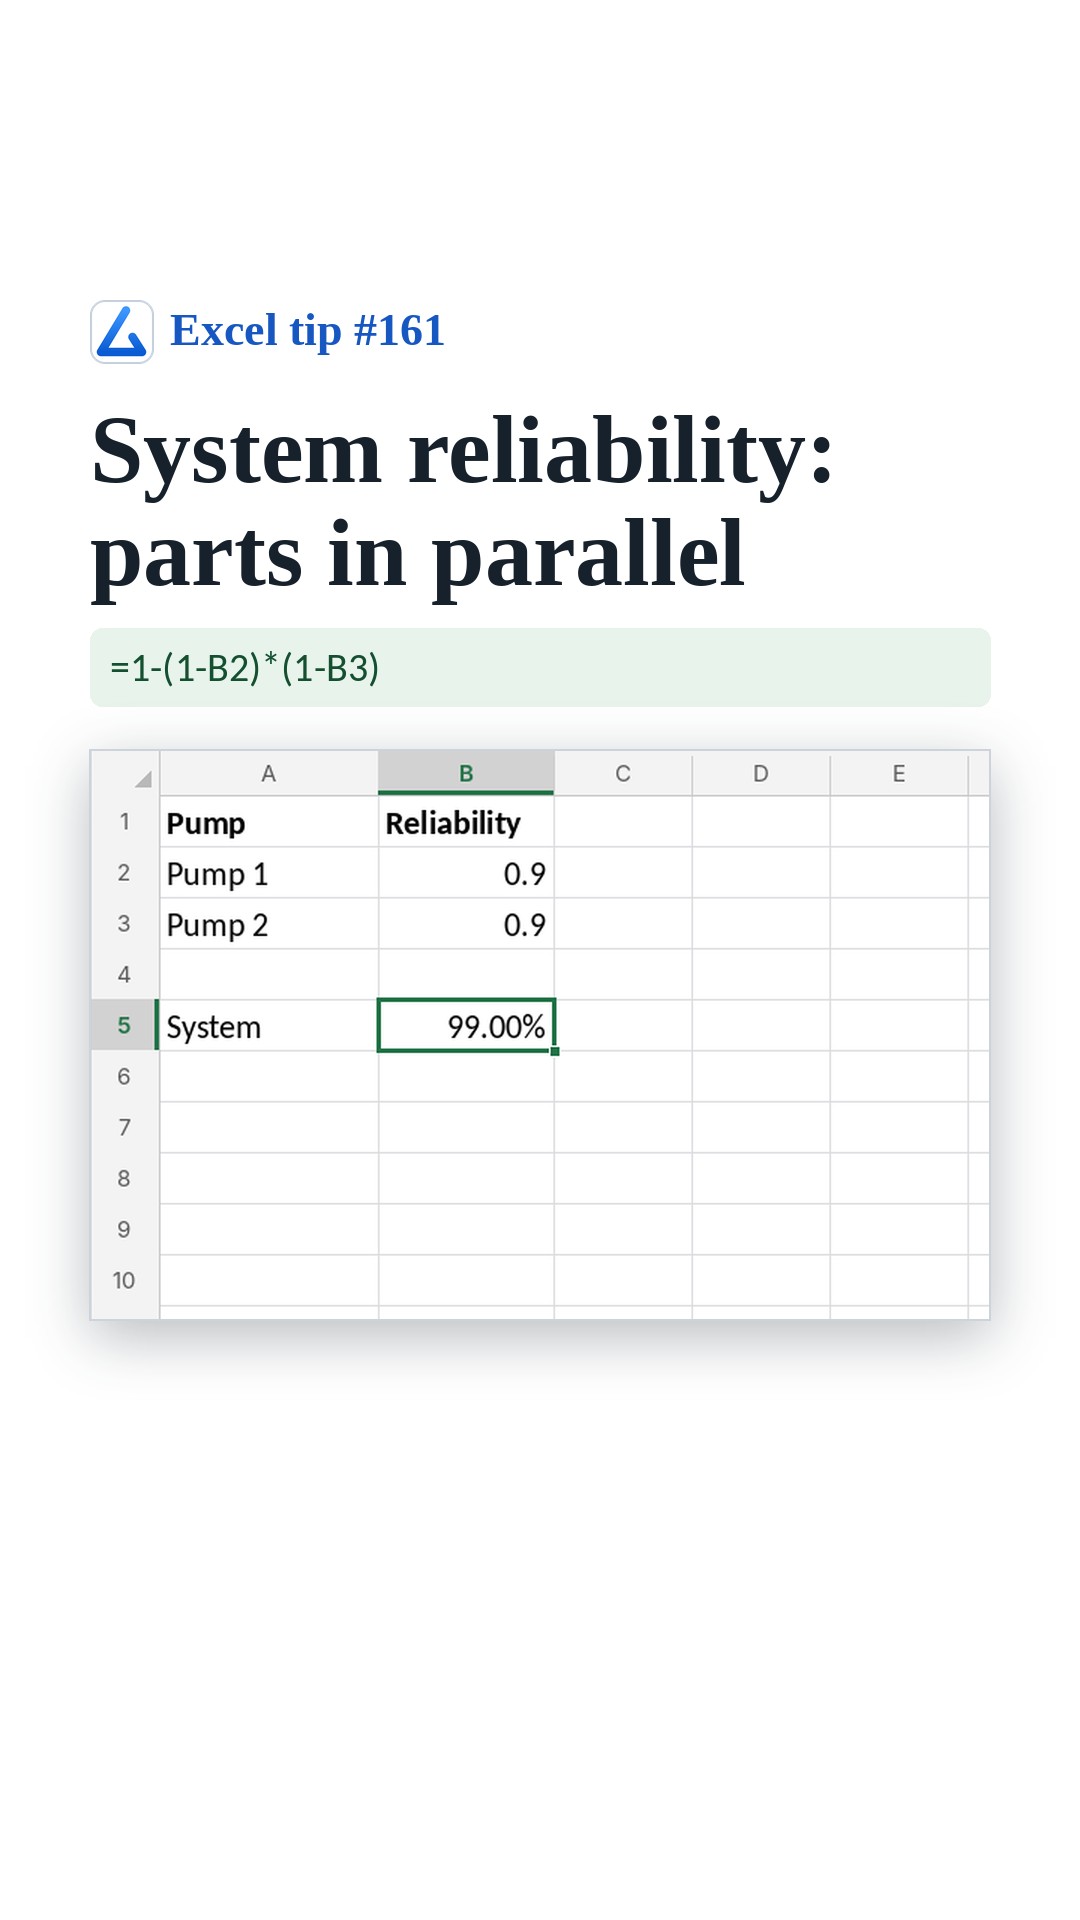 Excel tip #161
System reliability:
parts in parallel
=1-(1-B2)*(1-B3)
A B C D E
1 Pump Reliability
2 Pump 1 0.9
3 Pump 2 0.9
4
5 System 99.00%
6
7
8
9
10